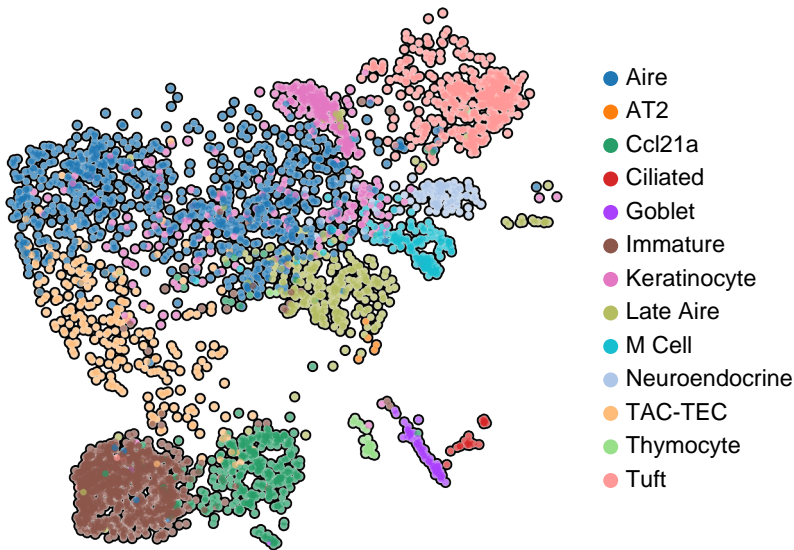 Aire
AT2
Ccl21a
Ciliated
Goblet
Immature
Keratinocyte
Late Aire
M Cell
Neuroendocrine
TAC-TEC
Thymocyte
Tuft